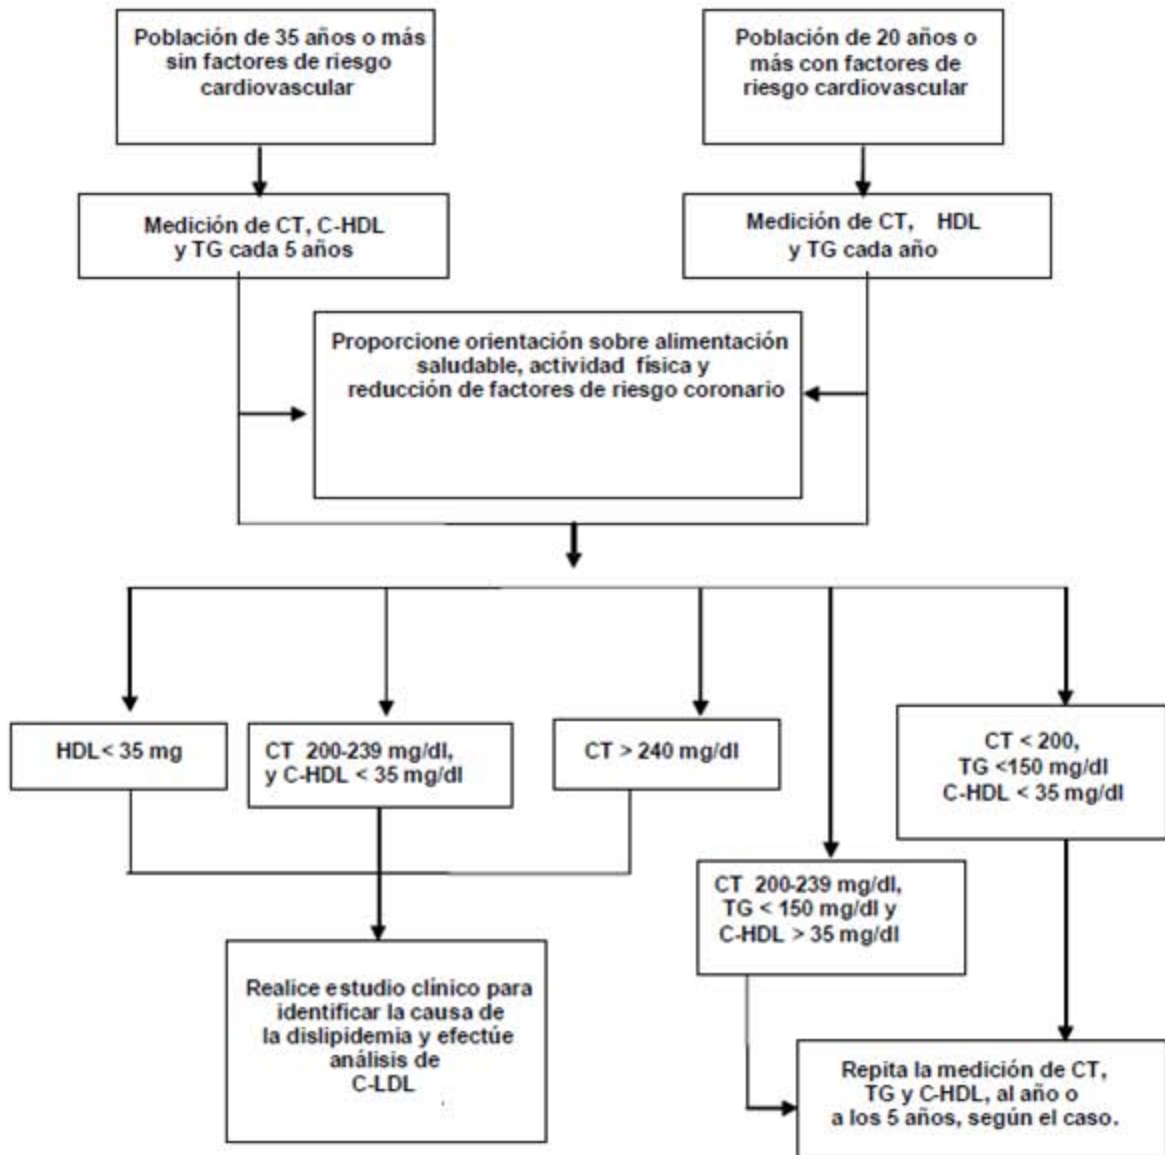 Población de 35 años o más
sin factores de riesgo
cardiovascular
Población de 20 años o
más con factores de
riesgo cardiovascular
Medición de CT, C-HDL
y TG cada 5 años
Medición de CT, HDL
y TG cada año
Proporcione orientación sobre alimentación
saludable, actividad física y
reducción de factores de riesgo coronario
HDL< 35 mg
CT 200-239 mg/dl,
y C-HDL < 35 mg/dl
CT > 240 mg/dl
CT < 200,
TG <150 mg/dl
C-HDL < 35 mg/dl
CT 200-239 mg/dl,
TG < 150 mg/dl y
C-HDL > 35 mg/dl
Realice estudio clínico para
identificar la causa de
la dislipidemia y efectúe
análisis de
C-LDL
Repita la medición de CT,
TG y C-HDL, al año o
a los 5 años, según el caso.